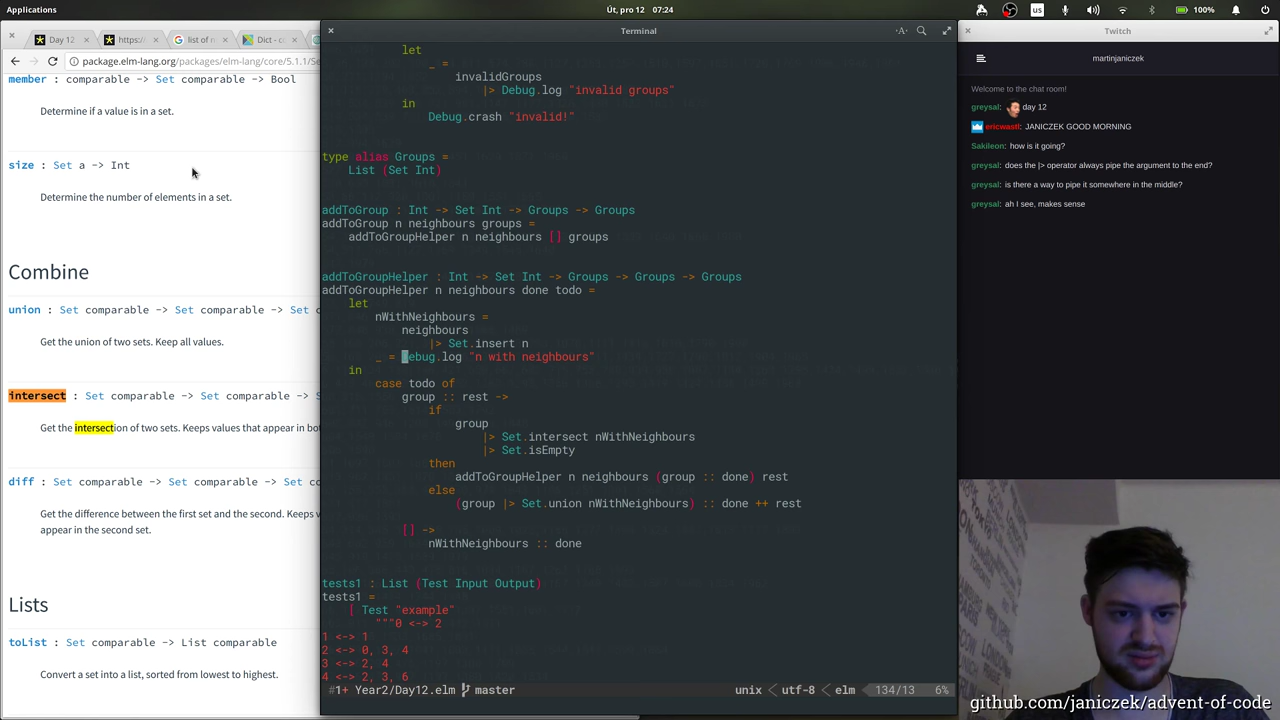 Applications
Út, pro 12 07:24
us
100%
Day 12
https:/
list of n
Dict - c
package.elm-lang.org/packages/elm-lang/core/5.1.1/Se
member : comparable -> Set comparable -> Bool
Determine if a value is in a set.
size : Set a -> Int
Determine the number of elements in a set.
Combine
union : Set comparable -> Set comparable -> Set c
Get the union of two sets. Keep all values.
intersect : Set comparable -> Set comparable -> S
Get the intersection of two sets. Keeps values that appear in bo
diff : Set comparable -> Set comparable -> Set co
Get the difference between the first set and the second. Keeps v
appear in the second set.
Lists
toList : Set comparable -> List comparable
Convert a set into a list, sorted from lowest to highest.
Terminal
let
_ =
invalidGroups
|> Debug.log "invalid groups"
in
Debug.crash "invalid!"
type alias Groups =
List (Set Int)
addToGroup : Int -> Set Int -> Groups -> Groups
addToGroup n neighbours groups =
addToGroupHelper n neighbours [] groups
addToGroupHelper : Int -> Set Int -> Groups -> Groups -> Groups
addToGroupHelper n neighbours done todo =
let
nWithNeighbours =
neighbours
|> Set.insert n
_ = Debug.log "n with neighbours"
in
case todo of
group :: rest ->
if
group
|> Set.intersect nWithNeighbours
|> Set.isEmpty
then
addToGroupHelper n neighbours (group :: done) rest
else
(group |> Set.union nWithNeighbours) :: done ++ rest
[] ->
nWithNeighbours :: done
tests1 : List (Test Input Output)
tests1 =
[ Test "example"
"""0 <-> 2
1 <-> 1
2 <-> 0, 3, 4
3 <-> 2, 4
4 <-> 2, 3, 6
#1+ Year2/Day12.elm master unix < utf-8 < elm 134/13 6%
Twitch
martinjaniczek
Welcome to the chat room!
greysal: day 12
ericwastl: JANICZEK GOOD MORNING
Sakileon: how is it going?
greysal: does the |> operator always pipe the argument to the end?
greysal: is there a way to pipe it somewhere in the middle?
greysal: ah I see, makes sense
github.com/janiczek/advent-of-code